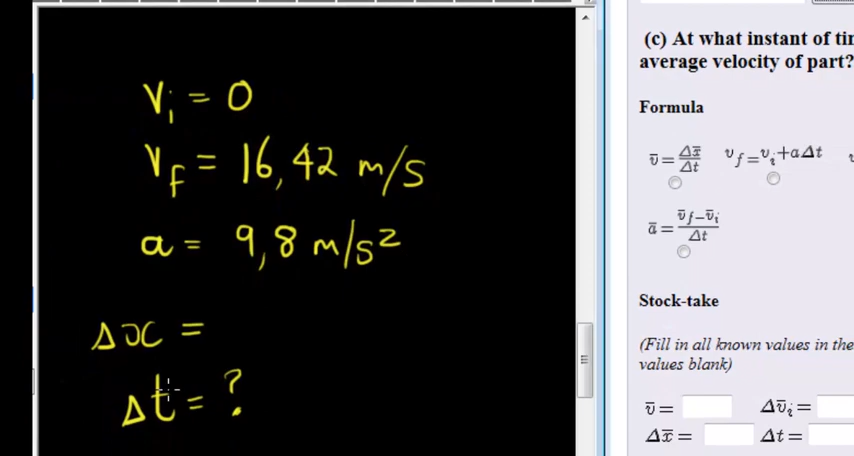 vi = 0
vf = 16,42 m/s
a = 9,8 m/s²
Δx =
Δt = ?
(c) At what instant of
average velocity of part?
Formula
v̄ = Δx̄/Δt
vf = vi + aΔt
ā = (v̄f − v̄i)/Δt
Stock-take
(Fill in all known values in the
values blank)
v̄ = Δv̄i =
Δx̄ = Δt =